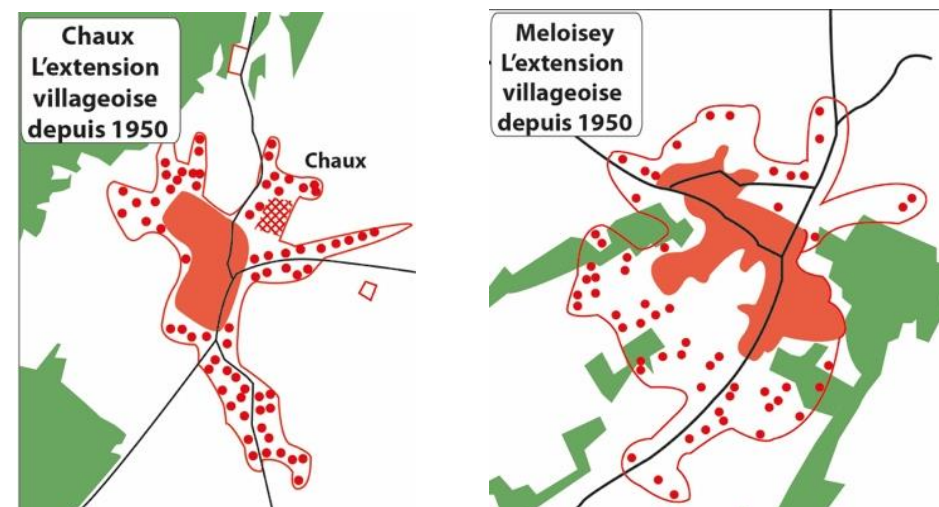 Chaux
L'extension
villageoise
depuis 1950
Chaux
Meloisey
L'extension
villageoise
depuis 1950